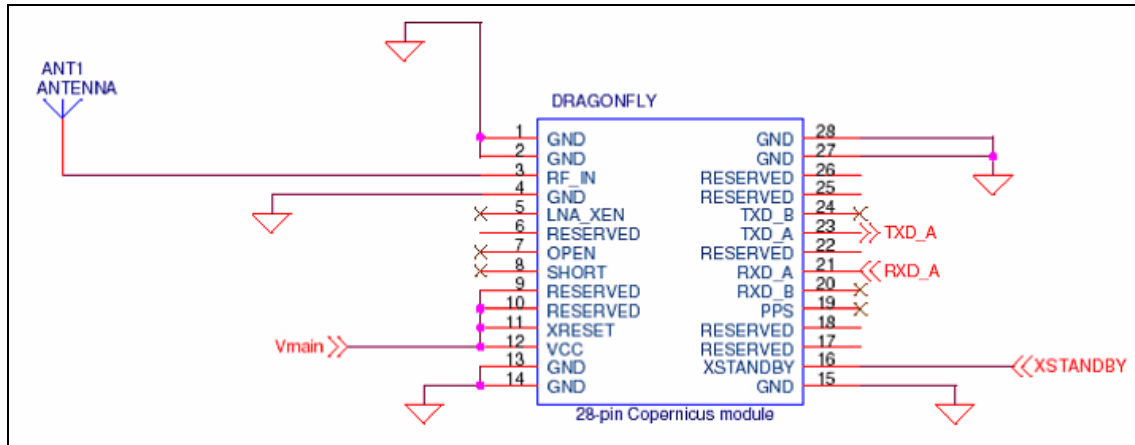 ANT1
ANTENNA
DRAGONFLY
1 GND GND 28
2 GND GND 27
3 RF_IN RESERVED 26
4 GND RESERVED 25
5 LNA_XEN TXD_B 24
6 RESERVED TXD_A 23 TXD_A
7 OPEN RESERVED 22
8 SHORT RXD_A 21 RXD_A
9 RESERVED RXD_B 20
10 RESERVED PPS 19
11 XRESET RESERVED 18
Vmain 12 VCC RESERVED 17
13 GND XSTANDBY 16 XSTANDBY
14 GND GND 15
28-pin Copernicus module